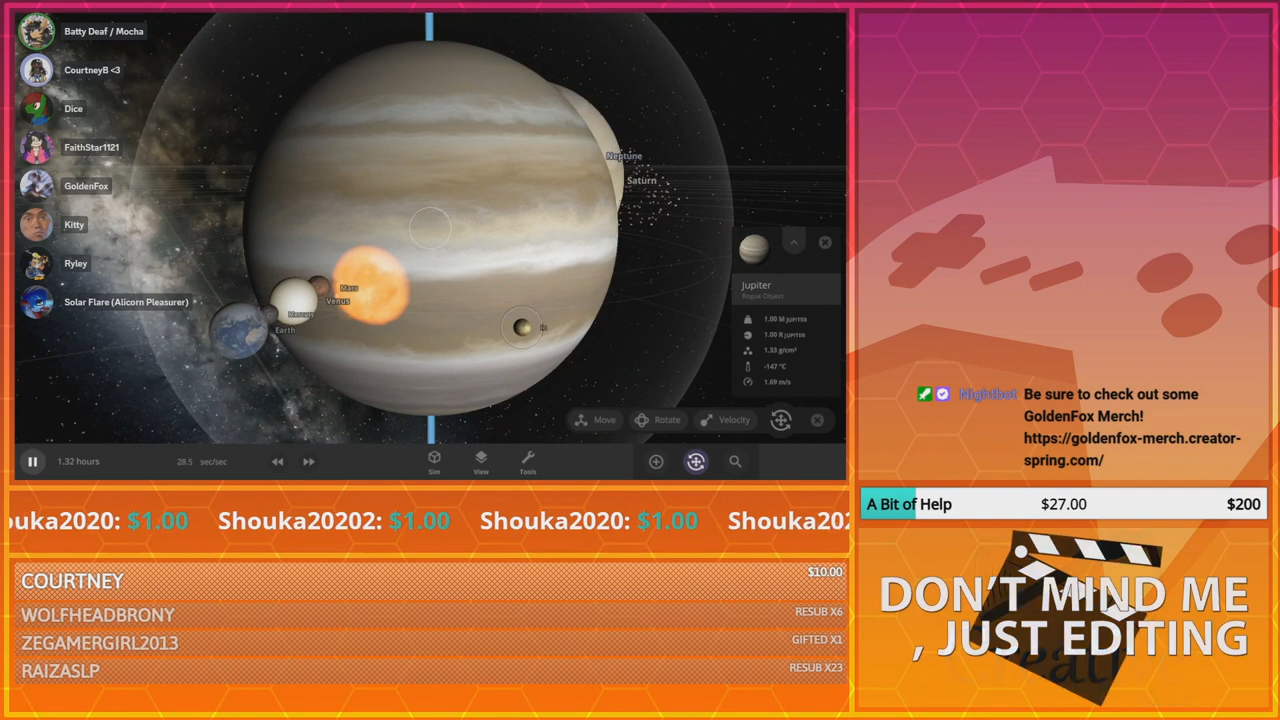 Batty Deaf / Mocha
CourtneyB <3
Dice
FaithStar1121
GoldenFox
Kitty
Ryley
Solar Flare (Alicorn Pleasurer)
Neptune
Saturn
Mars
Venus
Mercury
Earth
Io
Jupiter
Rogue Object
1.00 M JUPITER
1.00 R JUPITER
1.33 g/cm³
-147 °C
1.69 m/s
Move
Rotate
Velocity
1.32 hours
28.5 sec/sec
Sim
View
Tools
Nightbot Be sure to check out some
GoldenFox Merch!
https://goldenfox-merch.creator-
spring.com/
A Bit of Help $27.00 $200
ouka2020: $1.00 Shouka20202: $1.00 Shouka2020: $1.00 Shouka202
COURTNEY $10.00
WOLFHEADBRONY RESUB X6
ZEGAMERGIRL2013 GIFTED X1
RAIZASLP RESUB X23
DON'T MIND ME
, JUST EDITING